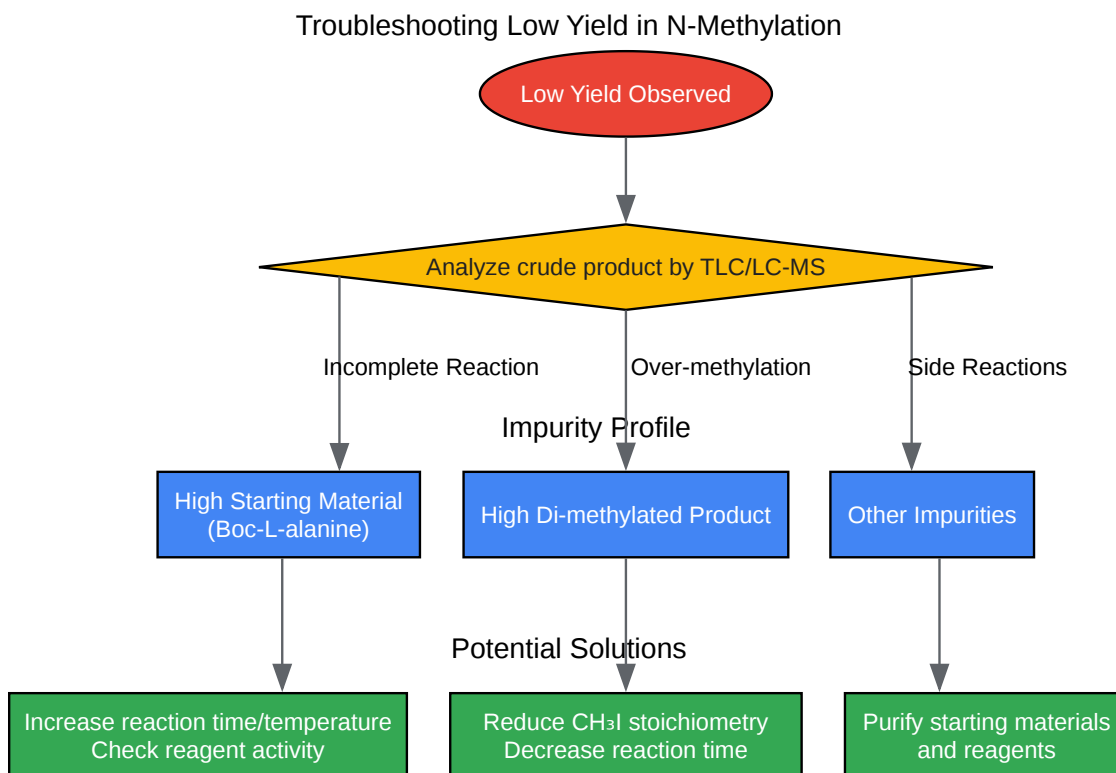 Troubleshooting Low Yield in N-Methylation
Low Yield Observed
Analyze crude product by TLC/LC-MS
Incomplete Reaction
Over-methylation
Side Reactions
Impurity Profile
High Starting Material
(Boc-L-alanine)
High Di-methylated Product
Other Impurities
Potential Solutions
Increase reaction time/temperature
Check reagent activity
Reduce CH₃I stoichiometry
Decrease reaction time
Purify starting materials
and reagents